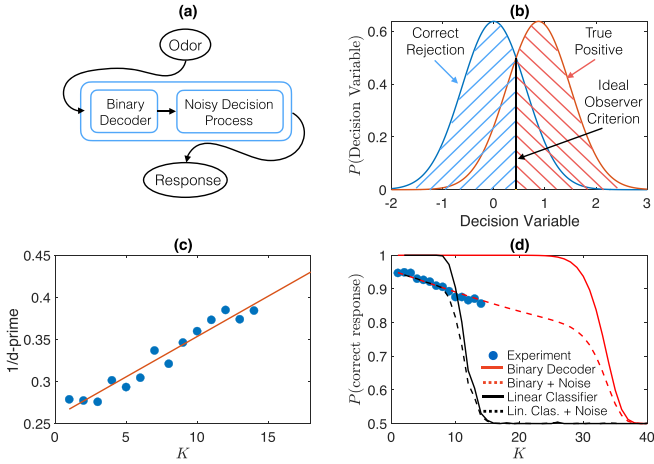 (a)
Odor
Binary
Decoder
Noisy Decision
Process
Response
(b)
P(Decision Variable)
0.6
0.4
0.2
0
Correct
Rejection
True
Positive
Ideal
Observer
Criterion
-2 -1 0 1 2 3
Decision Variable
(c)
1/d-prime
0.45
0.4
0.35
0.3
0.25
0 5 10 15
K
(d)
P(correct response)
1
0.9
0.8
0.7
0.6
0.5
Experiment
Binary Decoder
Binary + Noise
Linear Classifier
Lin. Clas. + Noise
0 10 20 30 40
K